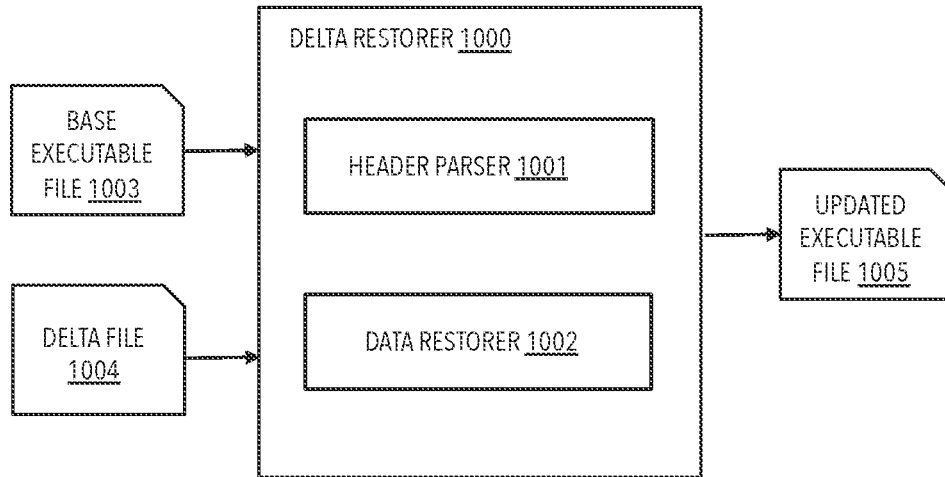 DELTA RESTORER 1000
BASE
EXECUTABLE
FILE 1003
HEADER PARSER 1001
UPDATED
EXECUTABLE
FILE 1005
DELTA FILE
1004
DATA RESTORER 1002